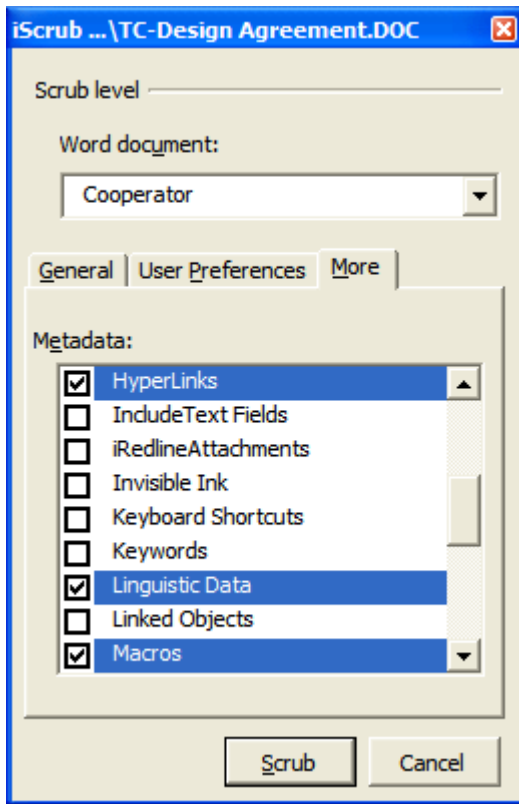 iScrub ...\TC-Design Agreement.DOC
Scrub level
Word document:
Cooperator
General User Preferences More
Metadata:
HyperLinks
IncludeText Fields
iRedlineAttachments
Invisible Ink
Keyboard Shortcuts
Keywords
Linguistic Data
Linked Objects
Macros
Scrub Cancel